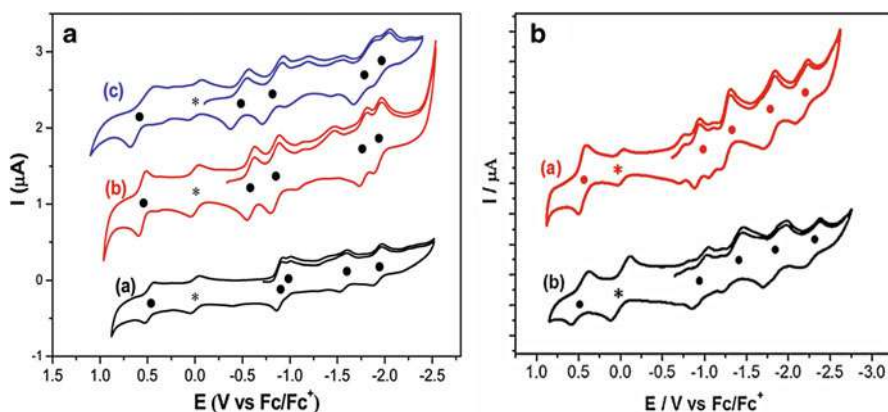 a
(c)
(b)
(a)
*
*
*
3
2
1
0
-1
I (μA)
1.0 0.5 0.0 -0.5 -1.0 -1.5 -2.0 -2.5
E (V vs Fc/Fc⁺)
b
(a)
(b)
*
*
I / μA
1.0 0.5 0.0 -0.5 -1.0 -1.5 -2.0 -2.5 -3.0
E / V vs Fc/Fc⁺